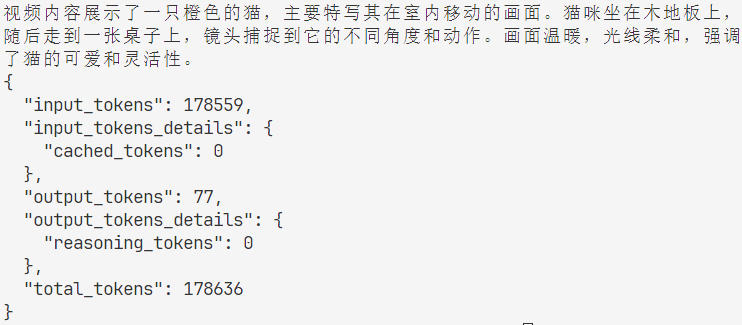 视频内容展示了一只橙色的猫，主要特写其在室内移动的画面。猫咪坐在木地板上，
随后走到一张桌子上，镜头捕捉到它的不同角度和动作。画面温暖，光线柔和，强调
了猫的可爱和灵活性。
{
  "input_tokens": 178559,
  "input_tokens_details": {
    "cached_tokens": 0
  },
  "output_tokens": 77,
  "output_tokens_details": {
    "reasoning_tokens": 0
  },
  "total_tokens": 178636
}